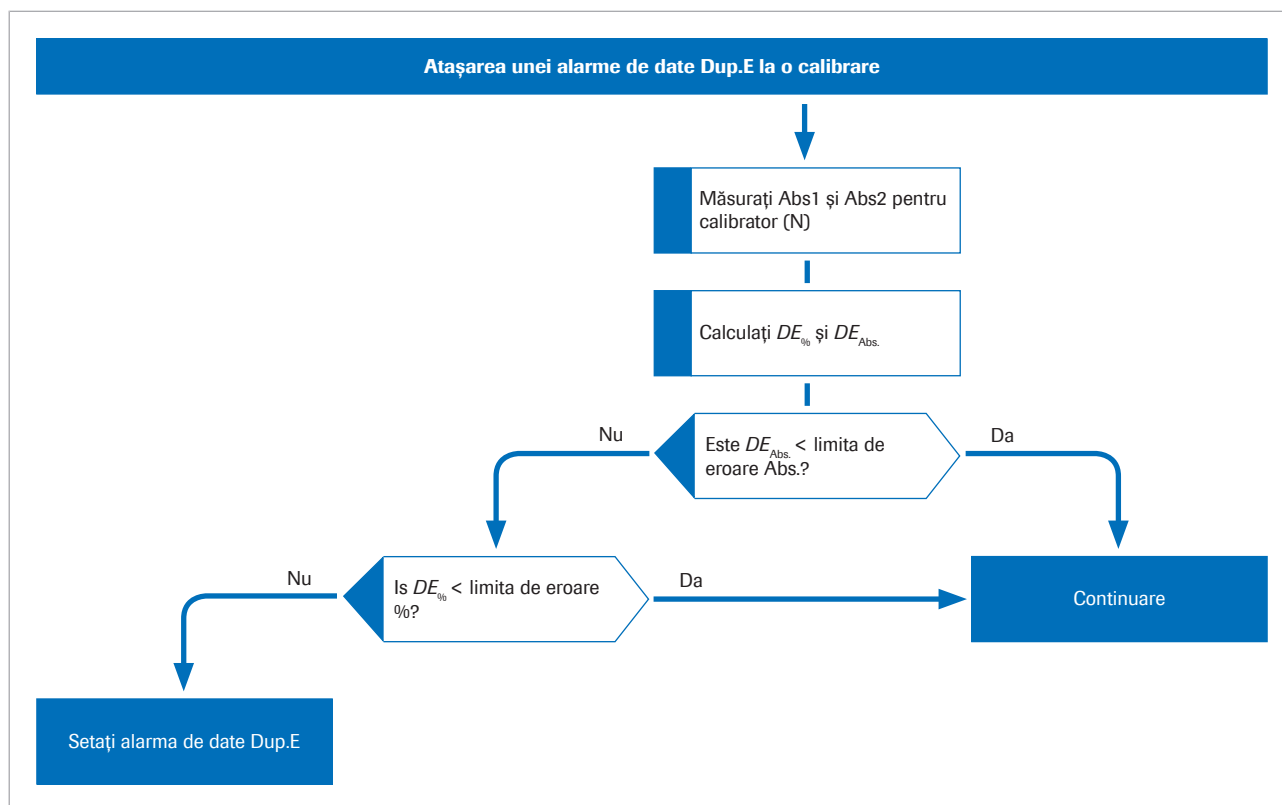 Atașarea unei alarme de date Dup.E la o calibrare
Măsurați Abs1 și Abs2 pentru
calibrator (N)
Calculați DE% și DEAbs.
Nu
Este DEAbs. < limita de
eroare Abs.?
Da
Nu
Is DE% < limita de eroare
%?
Da
Continuare
Setați alarma de date Dup.E